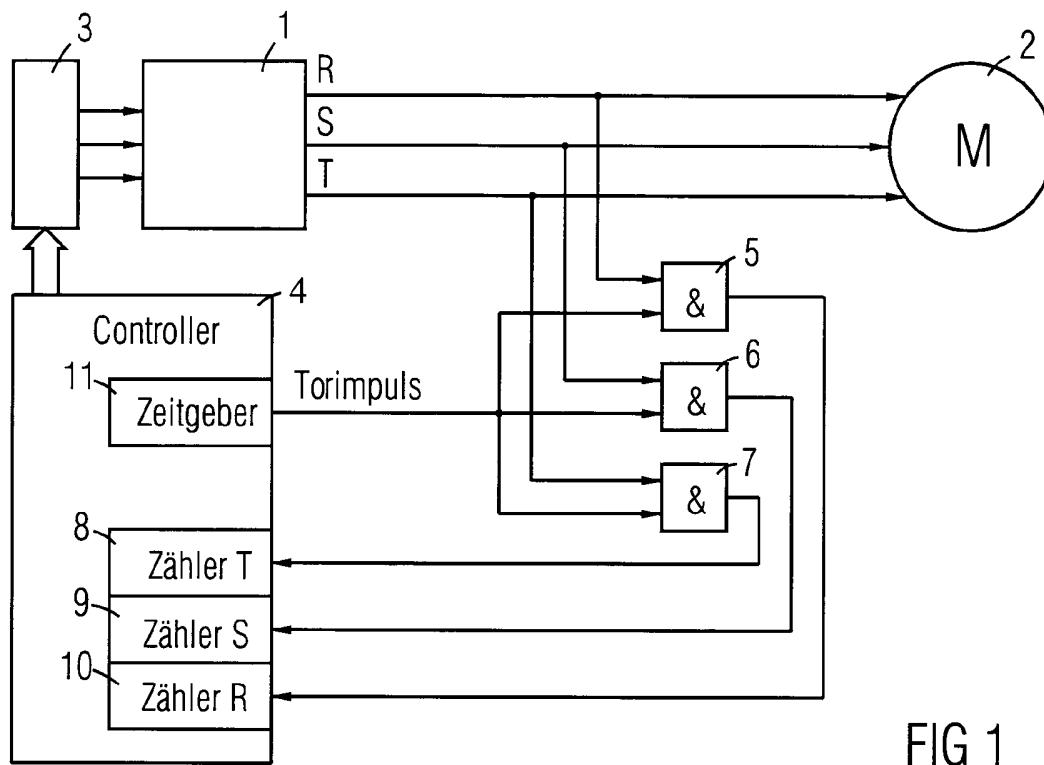 3
1
R
S
T
2
M
5
&
4
Controller
6
&
11
Zeitgeber
Torimpuls
7
&
8
Zähler T
9
Zähler S
10
Zähler R
FIG 1